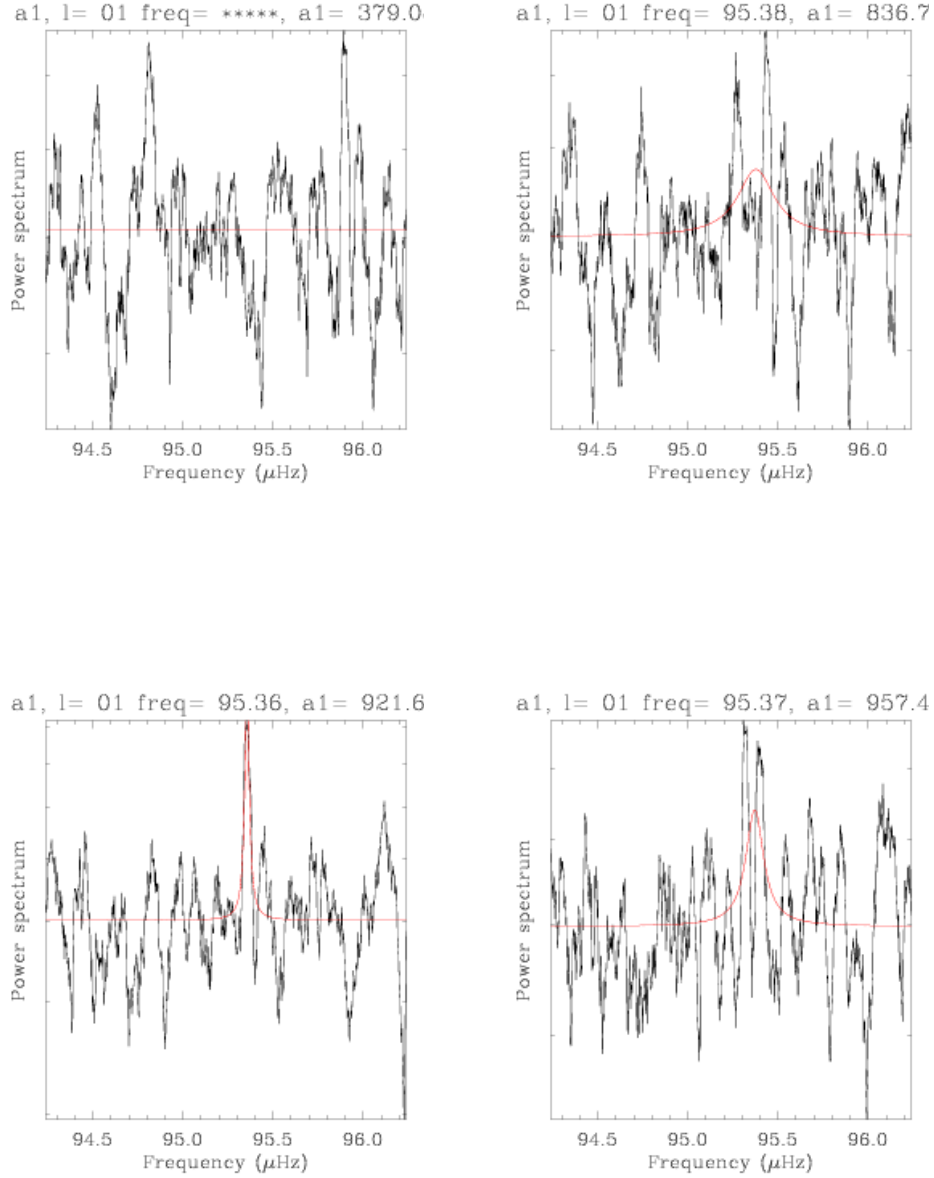 a1, l= 01 freq= *****, a1= 379.0
a1, l= 01 freq= 95.38, a1= 836.7
Power spectrum
Power spectrum
94.5 95.0 95.5 96.0
94.5 95.0 95.5 96.0
Frequency (μHz)
Frequency (μHz)
a1, l= 01 freq= 95.36, a1= 921.6
a1, l= 01 freq= 95.37, a1= 957.4
Power spectrum
Power spectrum
94.5 95.0 95.5 96.0
94.5 95.0 95.5 96.0
Frequency (μHz)
Frequency (μHz)